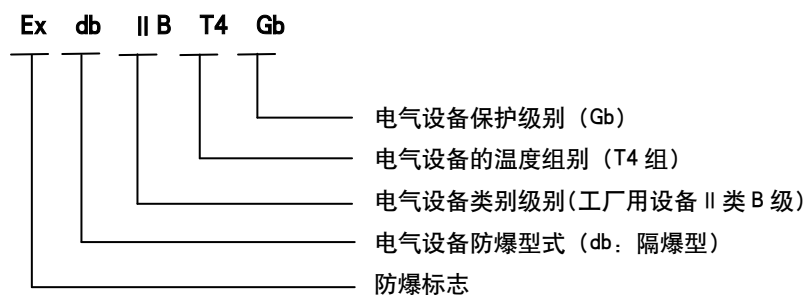 Ex db ⅡB T4 Gb
电气设备保护级别（Gb）
电气设备的温度组别（T4 组）
电气设备类别级别(工厂用设备Ⅱ类 B 级)
电气设备防爆型式（db：隔爆型）
防爆标志